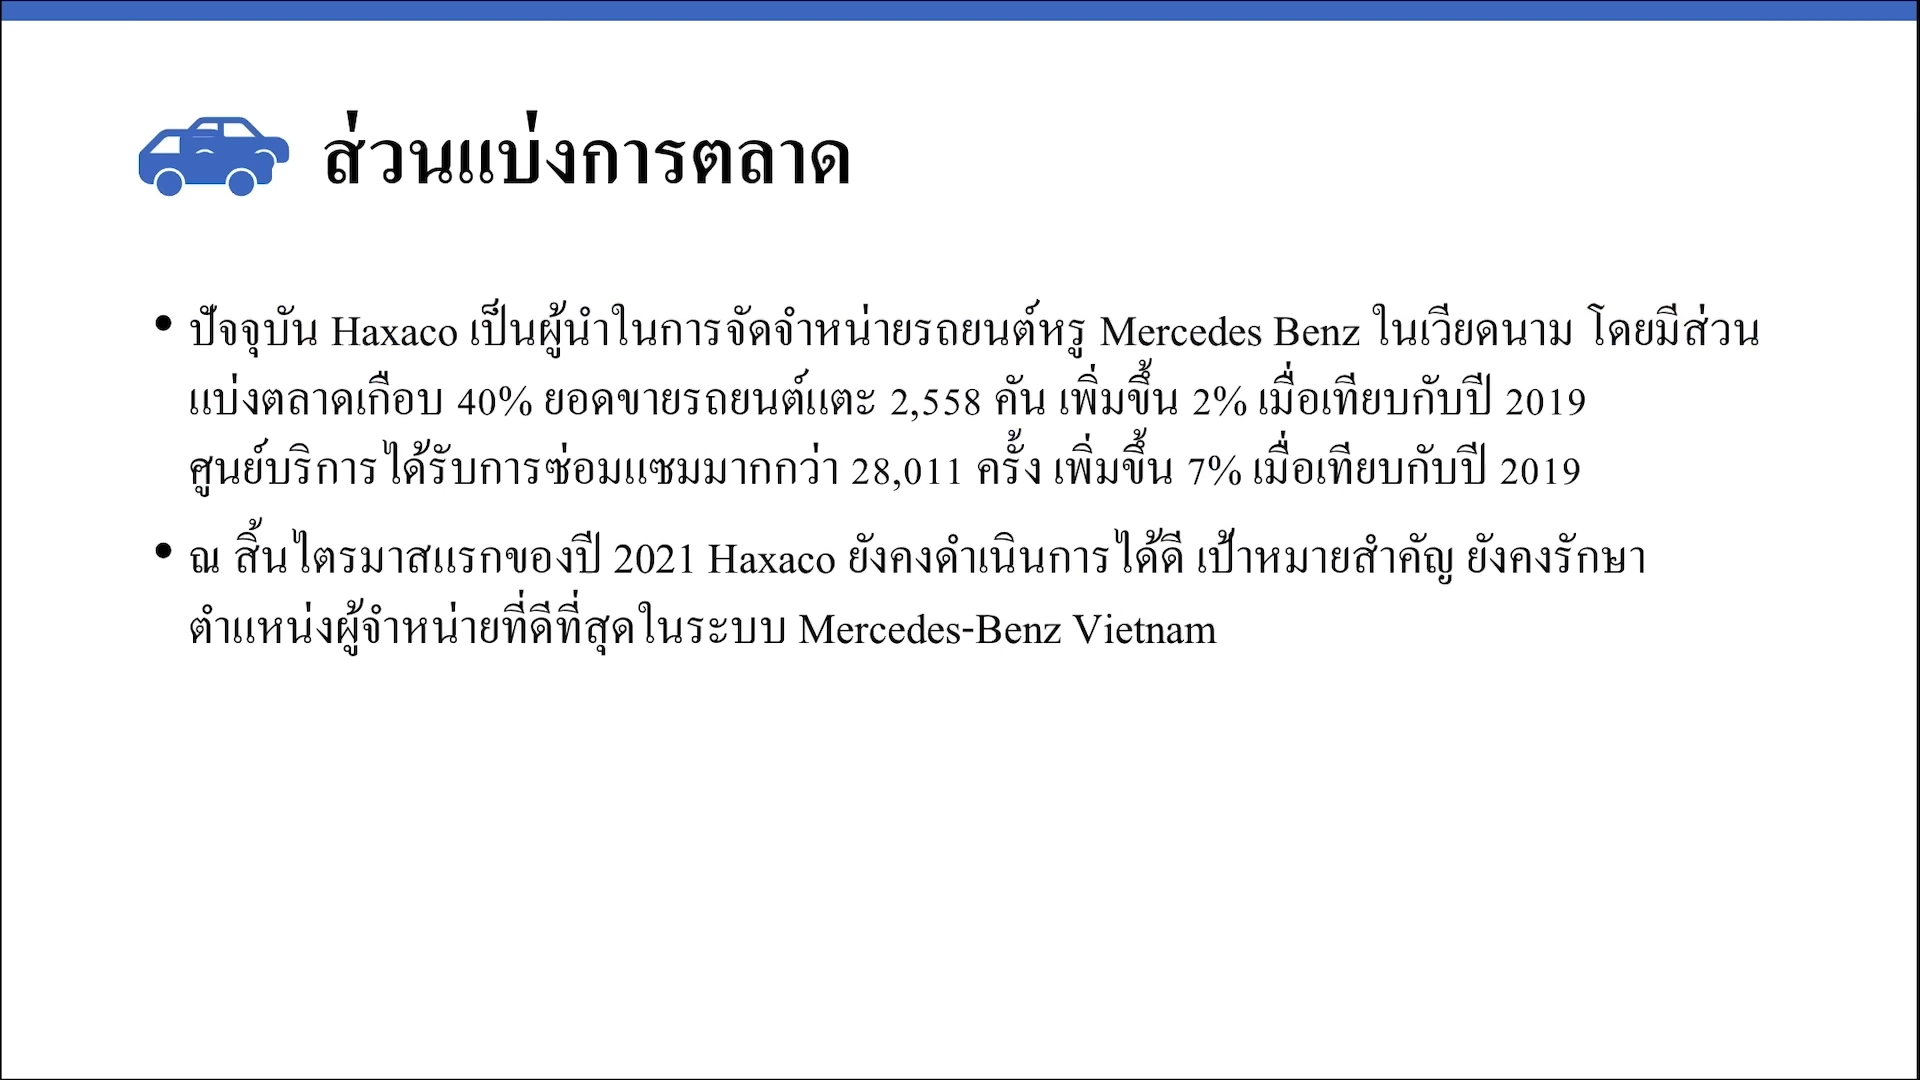 ส่วนแบ่งการตลาด
• ปัจจุบัน Haxaco เป็นผู้นำในการจัดจำหน่ายรถยนต์หรู Mercedes Benz ในเวียดนาม โดยมีส่วน
แบ่งตลาดเกือบ 40% ยอดขายรถยนต์แตะ 2,558 คัน เพิ่มขึ้น 2% เมื่อเทียบกับปี 2019
ศูนย์บริการได้รับการซ่อมแซมมากกว่า 28,011 ครั้ง เพิ่มขึ้น 7% เมื่อเทียบกับปี 2019
• ณ สิ้นไตรมาสแรกของปี 2021 Haxaco ยังคงดำเนินการได้ดี เป้าหมายสำคัญ ยังคงรักษา
ตำแหน่งผู้จำหน่ายที่ดีที่สุดในระบบ Mercedes-Benz Vietnam